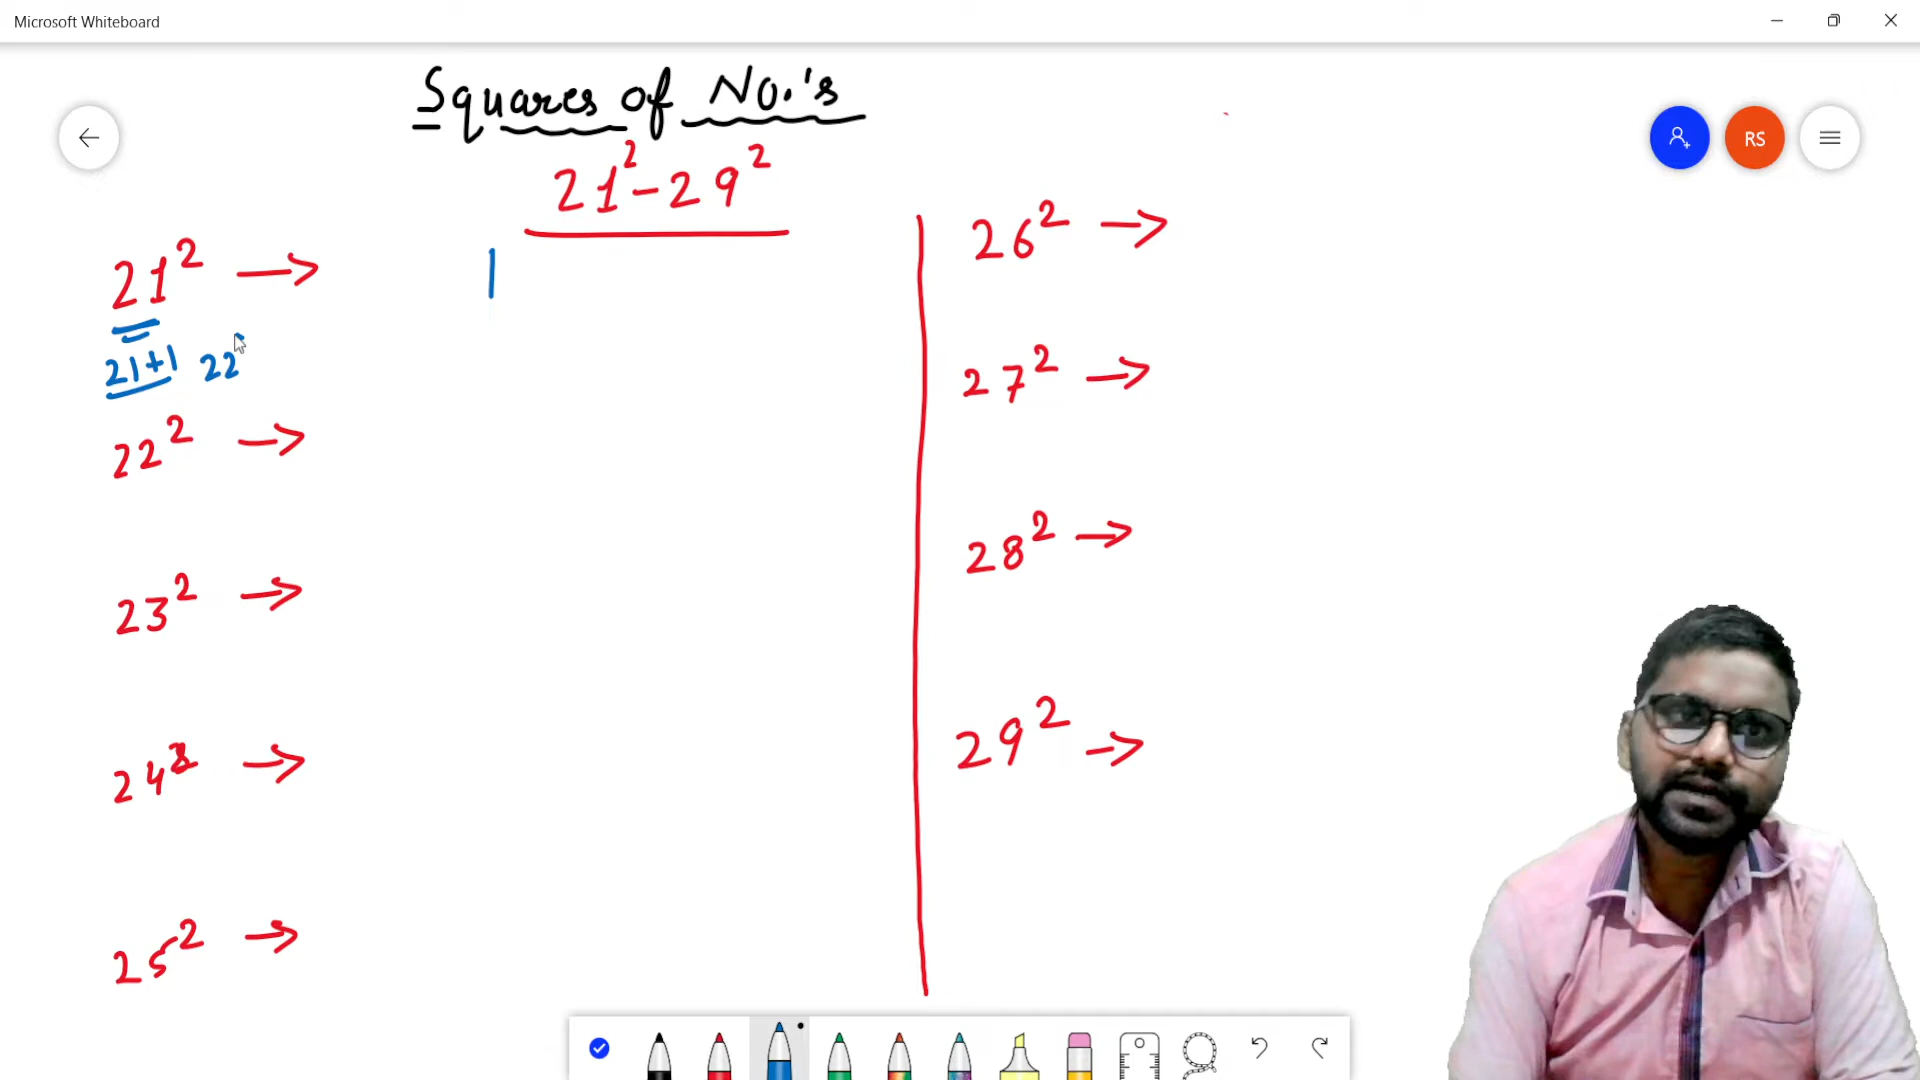 Microsoft Whiteboard
Squares of No.'s
21² - 29²
RS
21² → 1
21+1 22
22² →
23² →
24² →
25² →
26² →
27² →
28² →
29² →